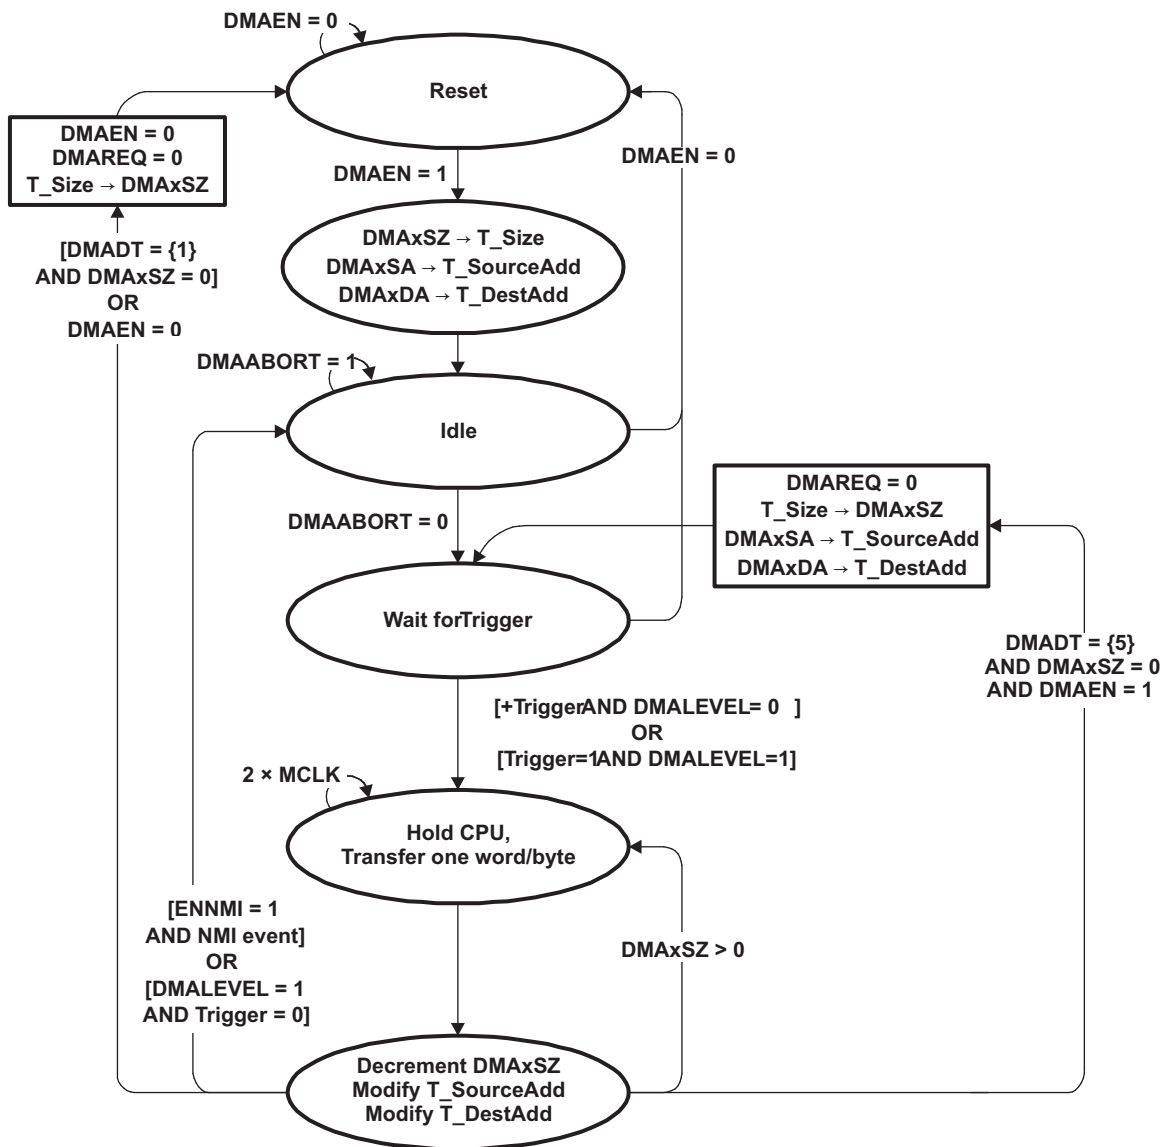 DMAEN = 0
Reset
DMAEN = 0
DMAREQ = 0
T_Size → DMAxSZ
DMAEN = 0
DMAEN = 1
[DMADT = {1}
AND DMAxSZ = 0]
OR
DMAEN = 0
DMAxSZ → T_Size
DMAxSA → T_SourceAdd
DMAxDA → T_DestAdd
DMAABORT = 1
Idle
DMAABORT = 0
DMAREQ = 0
T_Size → DMAxSZ
DMAxSA → T_SourceAdd
DMAxDA → T_DestAdd
Wait forTrigger
DMADT = {5}
AND DMAxSZ = 0
AND DMAEN = 1
[+TriggerAND DMALEVEL= 0 ]
OR
[Trigger=1AND DMALEVEL=1]
2 × MCLK
Hold CPU,
Transfer one word/byte
[ENNMI = 1
AND NMI event]
OR
[DMALEVEL = 1
AND Trigger = 0]
DMAxSZ > 0
Decrement DMAxSZ
Modify T_SourceAdd
Modify T_DestAdd